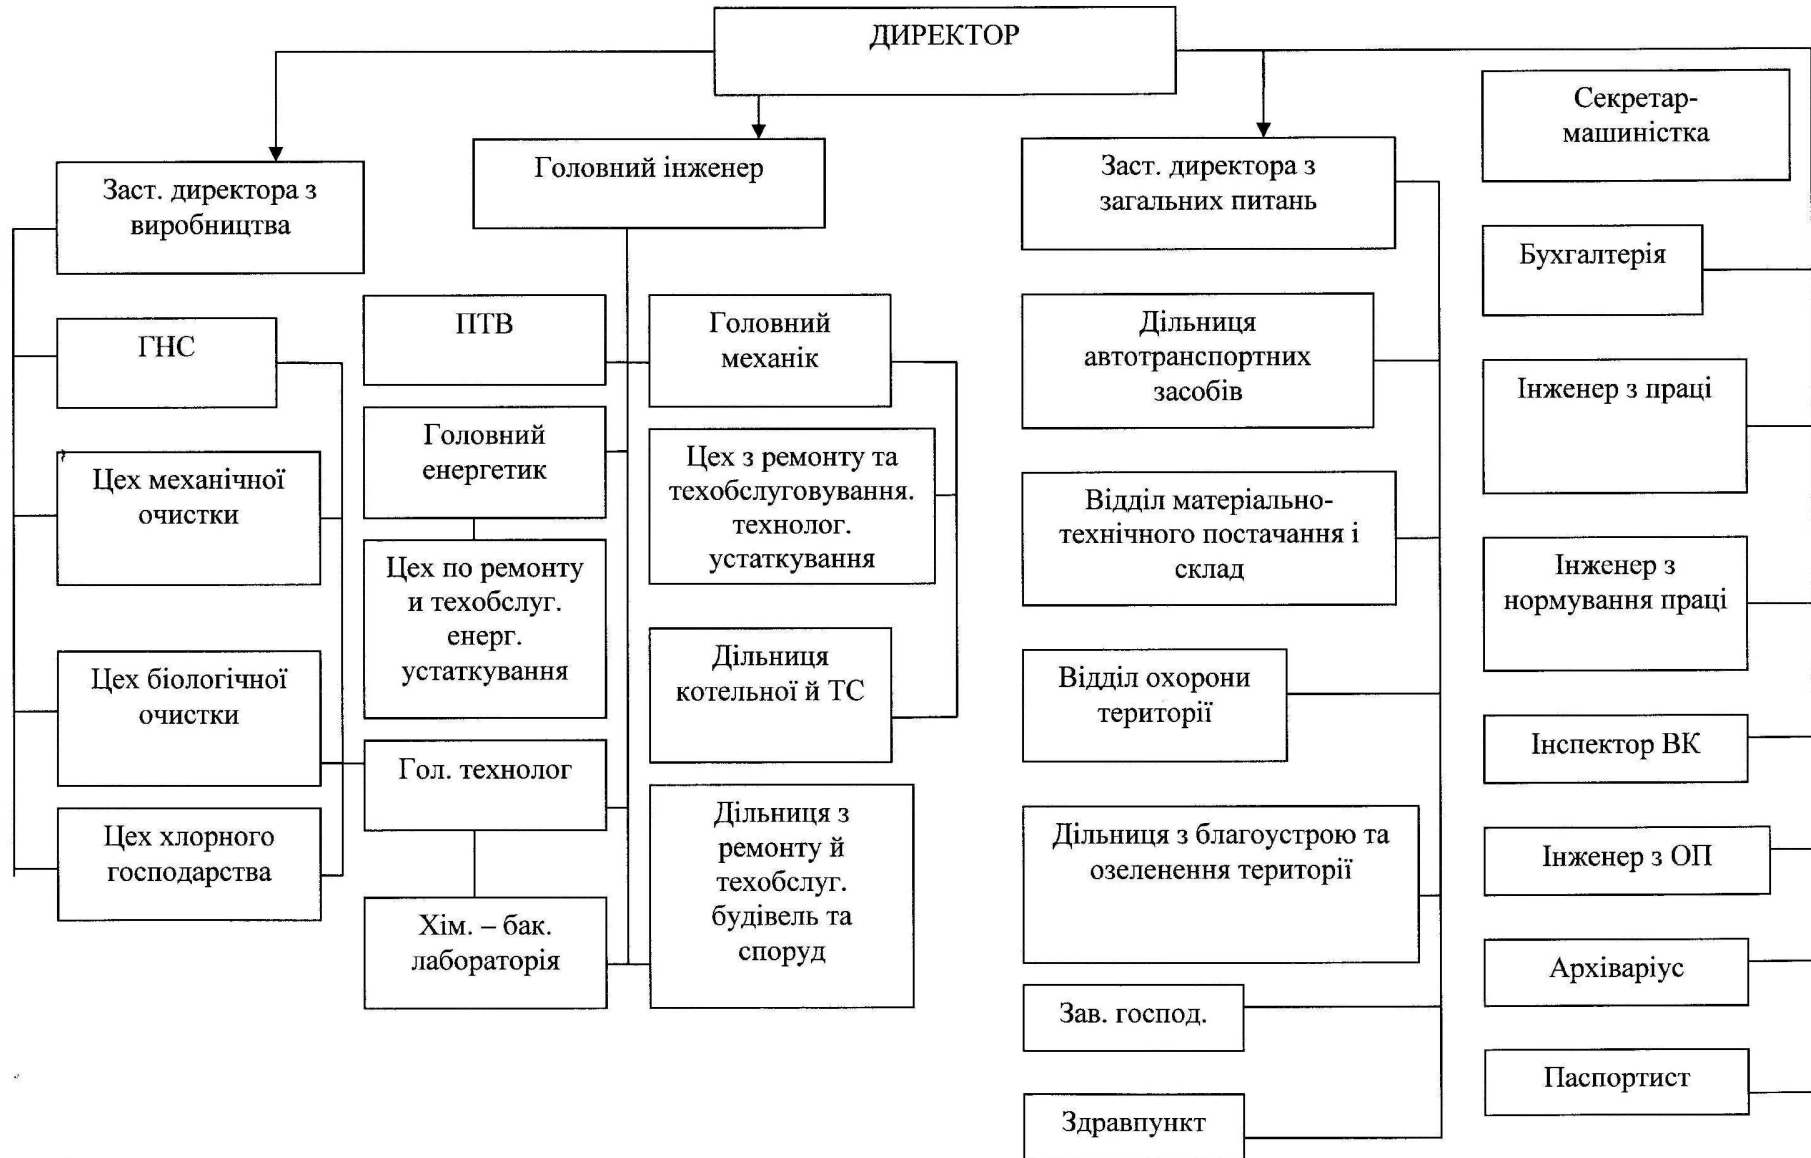 ДИРЕКТОР
Заст. директора з
виробництва
Головний інженер
Заст. директора з
загальних питань
Секретар-
машиністка
Бухгалтерія
ГНС
ПТВ
Головний
механік
Дільниця
автотранспортних
засобів
Інженер з праці
Цех механічної
очистки
Головний
енергетик
Цех з ремонту та
техобслуговування.
технолог.
устаткування
Відділ матеріально-
технічного постачання і
склад
Інженер з
нормування праці
Цех по ремонту
и техобслуг.
енерг.
устаткування
Цех біологічної
очистки
Дільниця
котельної й ТС
Відділ охорони
території
Інспектор ВК
Гол. технолог
Цех хлорного
господарства
Дільниця з
ремонту й
техобслуг.
будівель та
споруд
Дільниця з благоустрою та
озеленення території
Інженер з ОП
Хім. – бак.
лабораторія
Архіваріус
Зав. господ.
Паспортист
Здравпункт